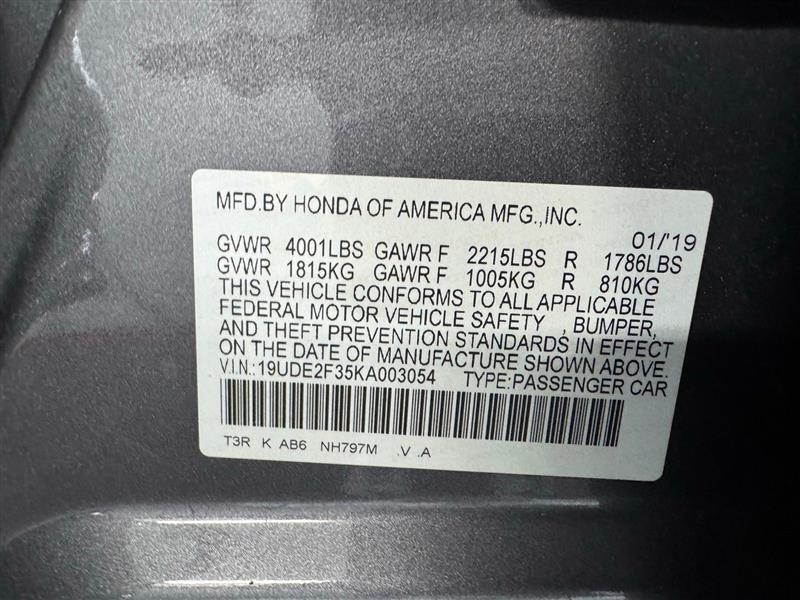 MFD.BY HONDA OF AMERICA MFG.,INC.
01/'19
GVWR 4001LBS GAWR F 2215LBS R 1786LBS
GVWR 1815KG GAWR F 1005KG R 810KG
THIS VEHICLE CONFORMS TO ALL APPLICABLE
FEDERAL MOTOR VEHICLE SAFETY , BUMPER,
AND THEFT PREVENTION STANDARDS IN EFFECT
ON THE DATE OF MANUFACTURE SHOWN ABOVE.
V.I.N.:19UDE2F35KA003054 TYPE:PASSENGER CAR
T3R K AB6 NH797M .V .A